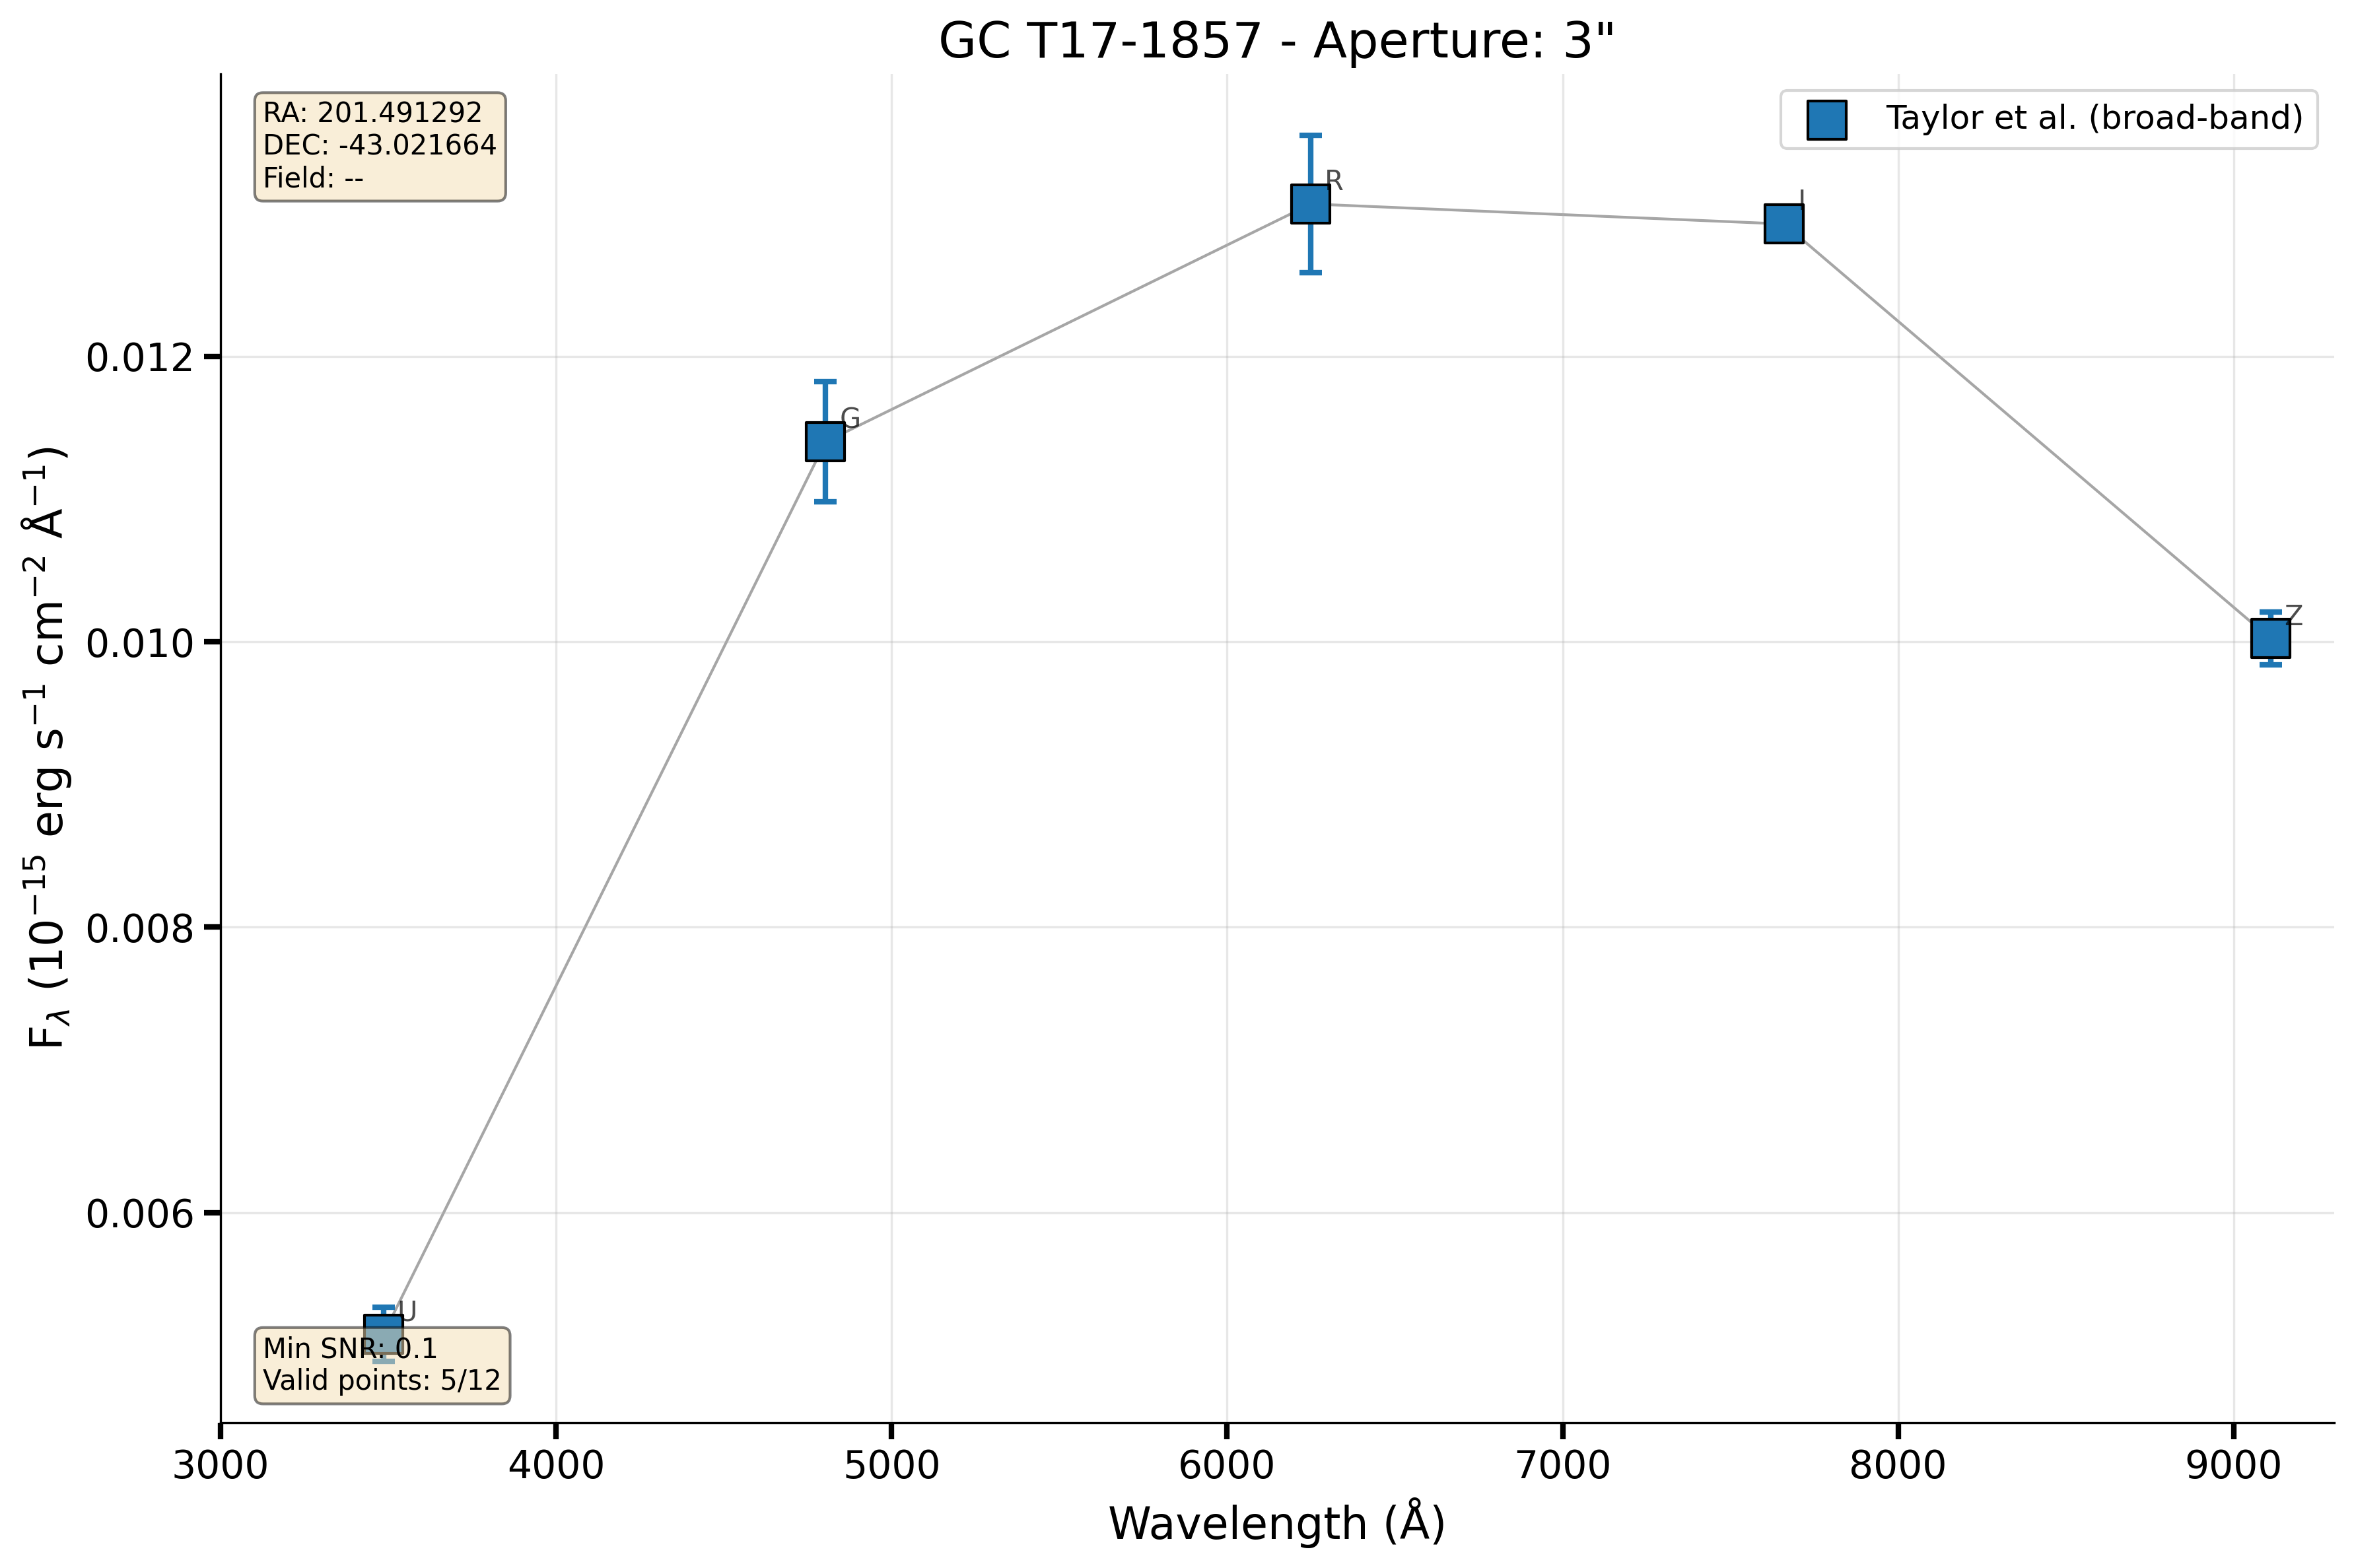 GC T17-1857 - Aperture: 3"
RA: 201.491292
DEC: -43.021664
Field: --
Taylor et al. (broad-band)
R
I
G
Z
U
0.012
0.010
0.008
0.006
F_λ (10⁻¹⁵ erg s⁻¹ cm⁻² Å⁻¹)
Min SNR: 0.1
Valid points: 5/12
3000 4000 5000 6000 7000 8000 9000
Wavelength (Å)